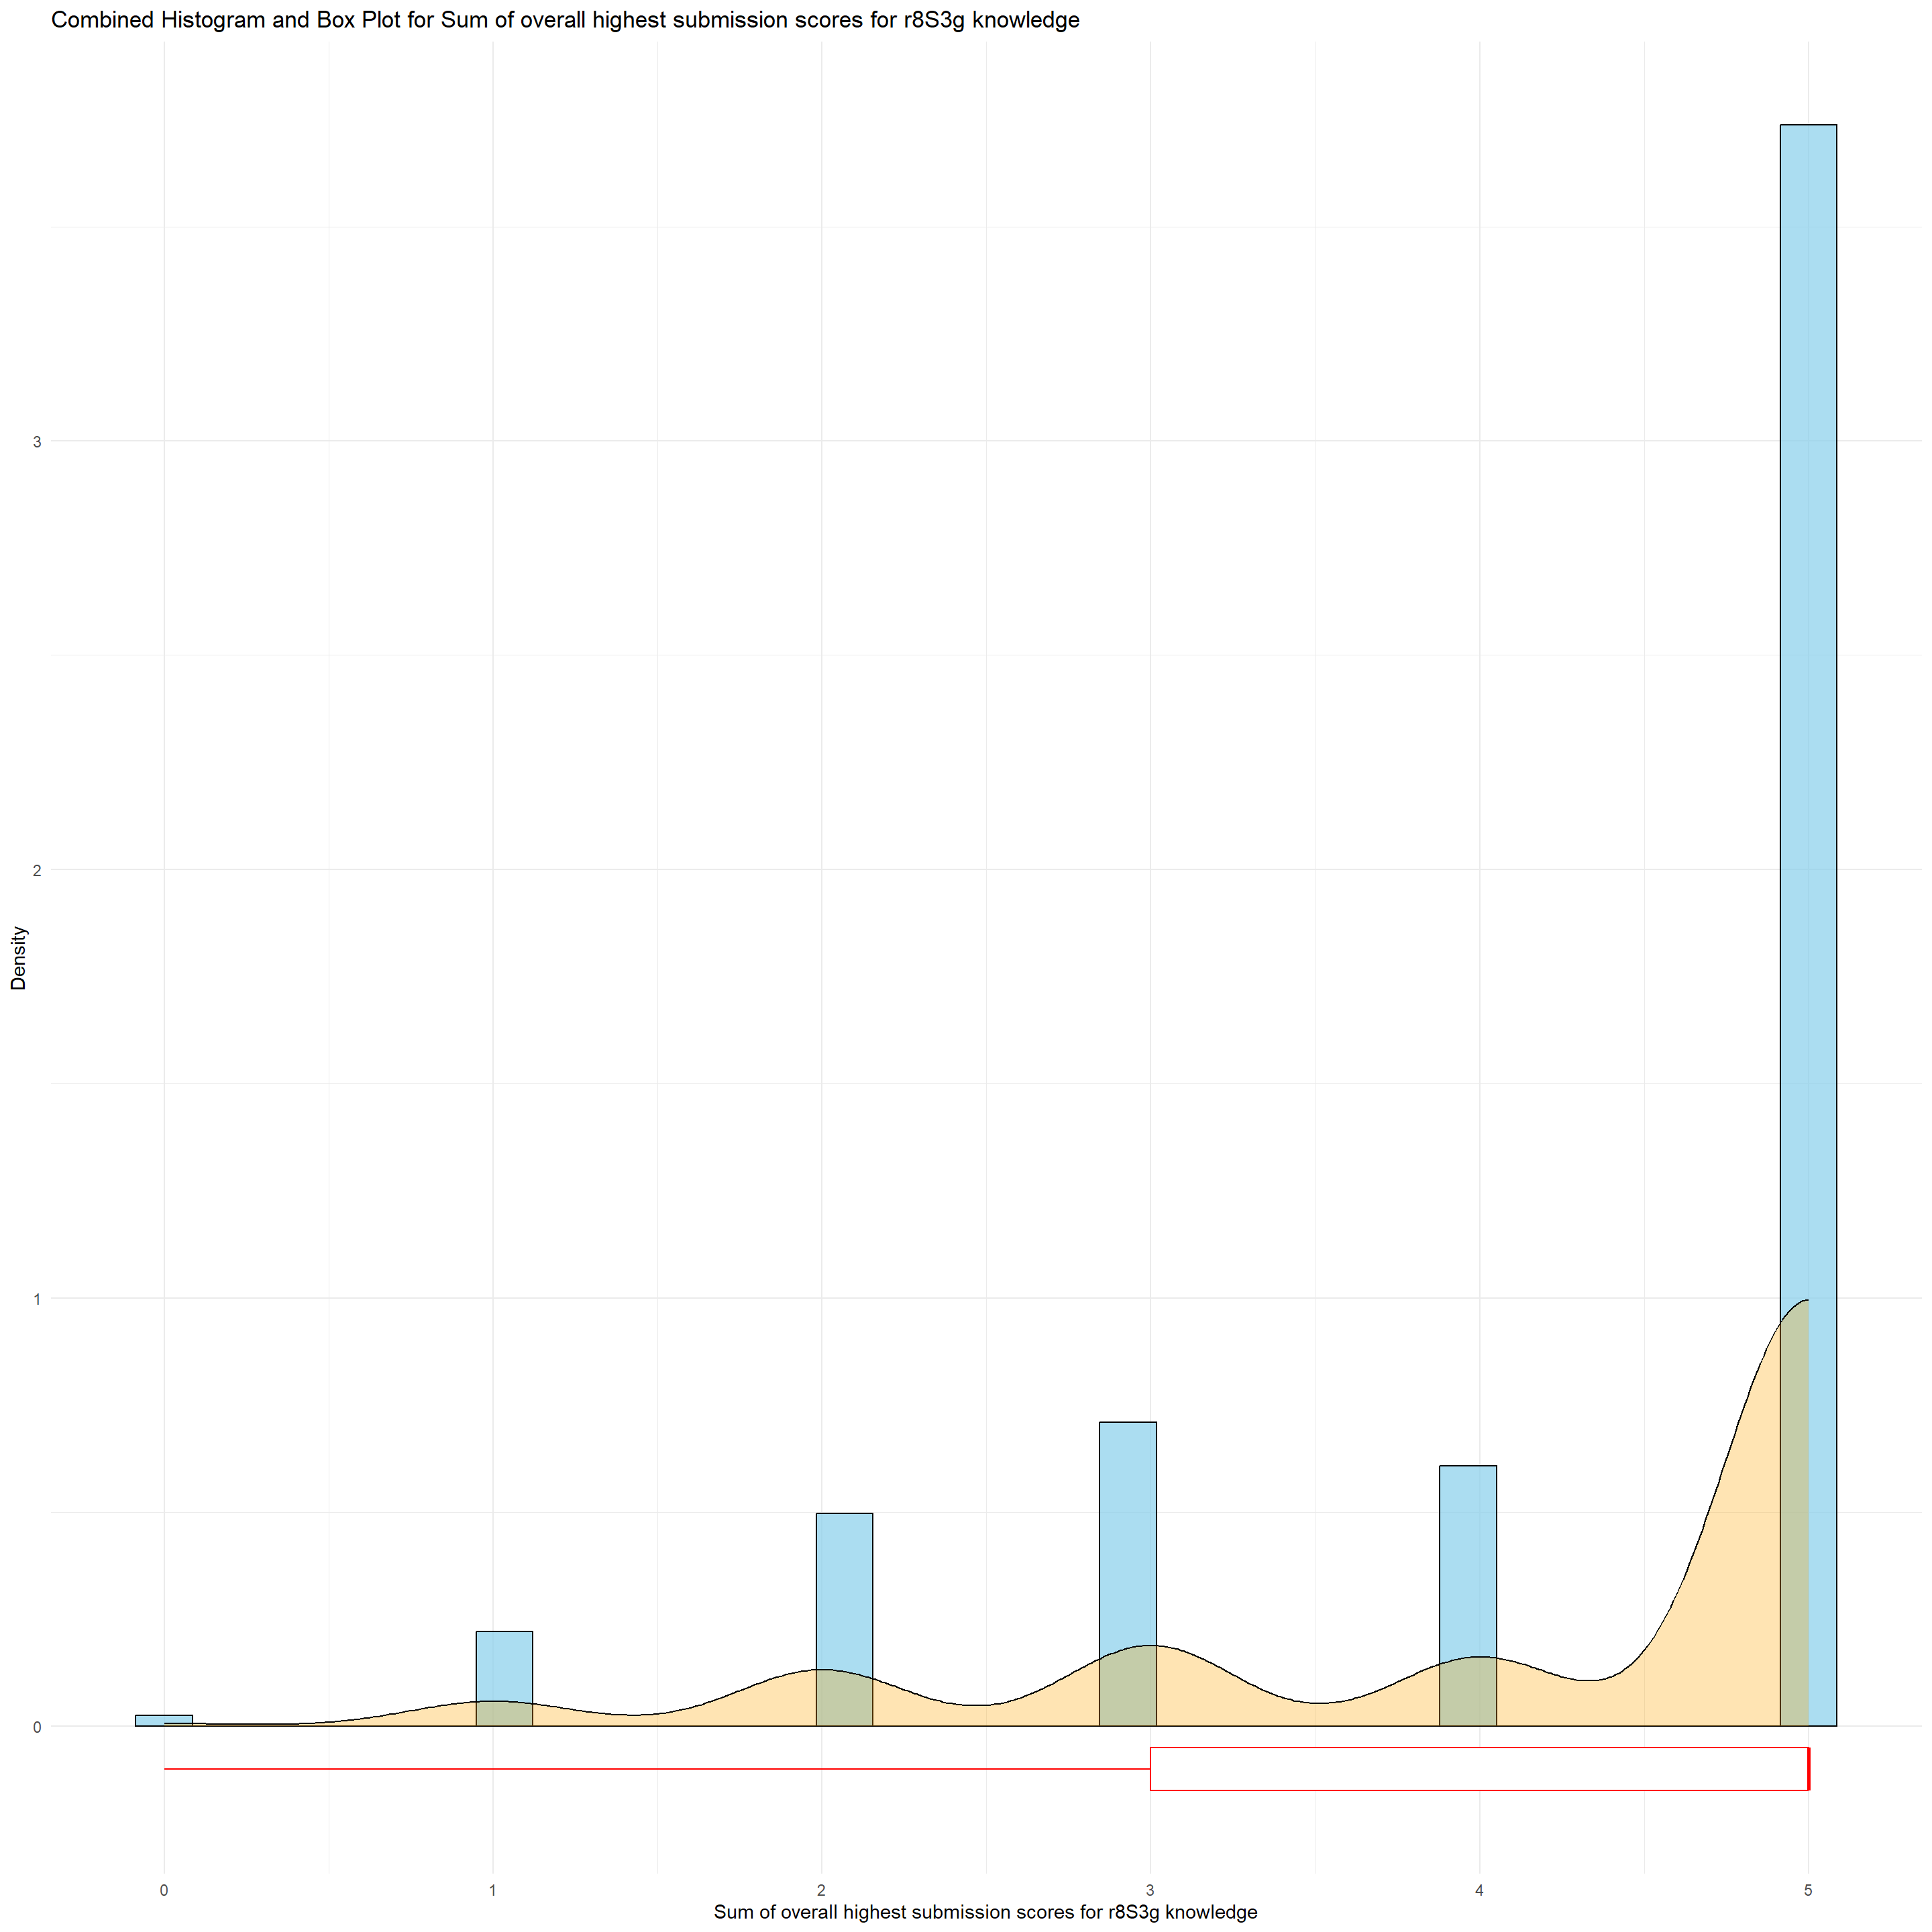 Combined Histogram and Box Plot for Sum of overall highest submission scores for r8S3g knowledge
3
2
Density
1
0
0 1 2 3 4 5
Sum of overall highest submission scores for r8S3g knowledge